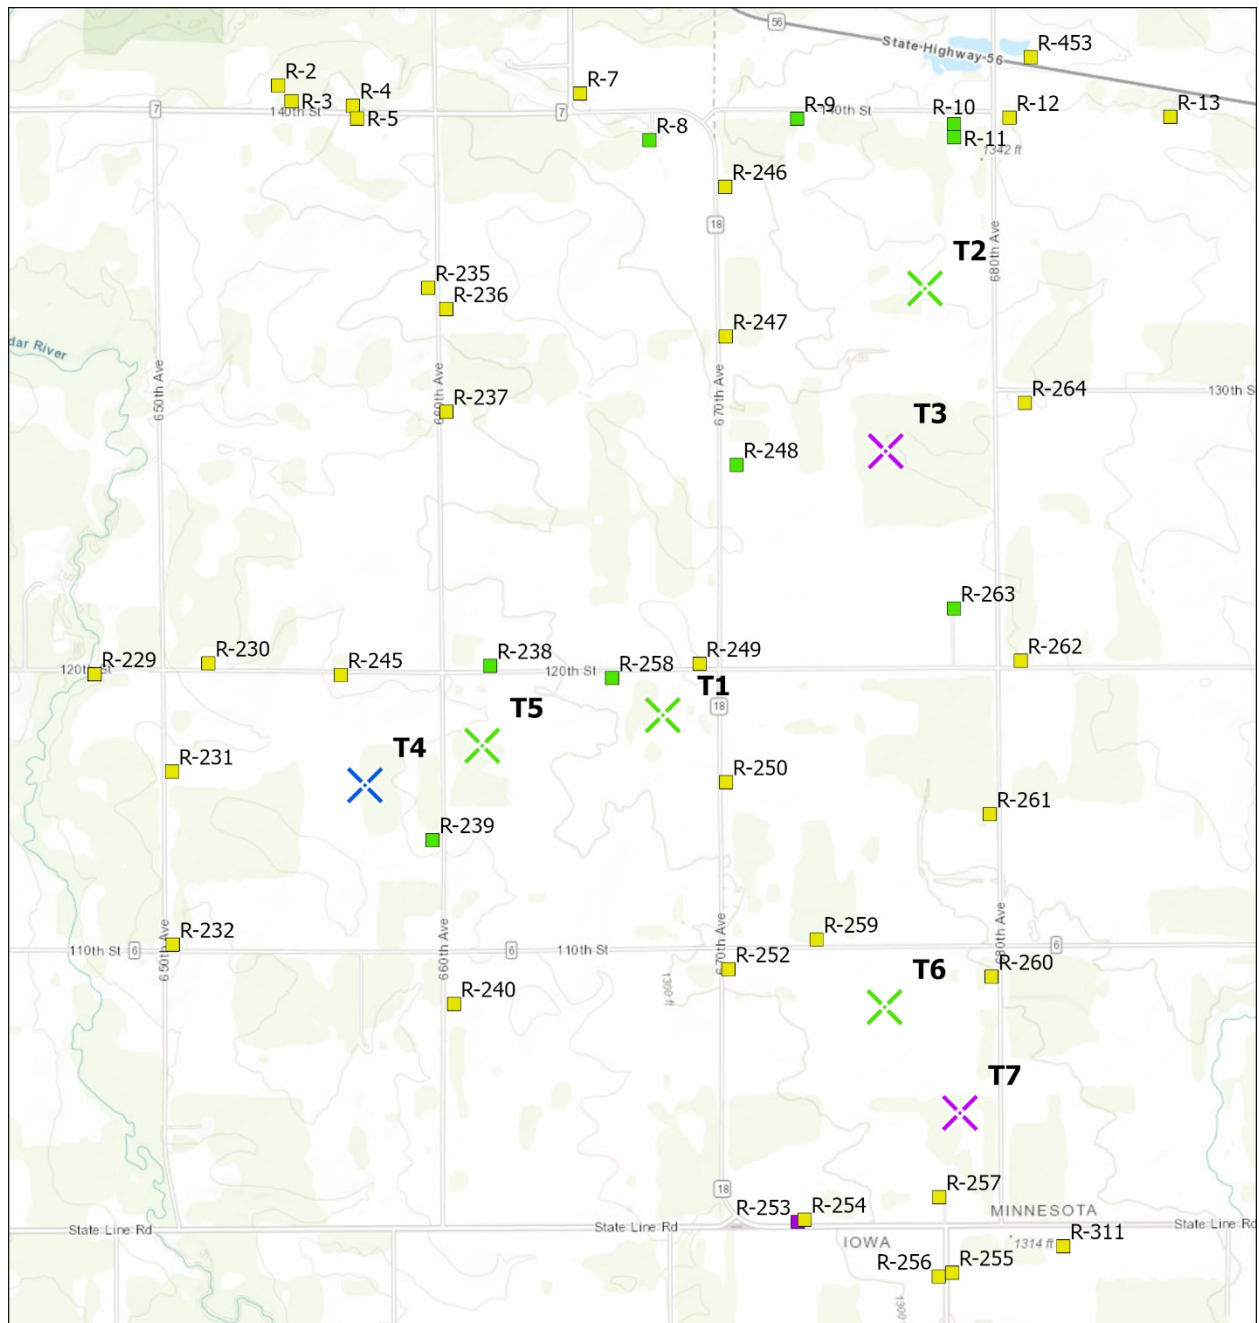 56
State Highway 56
R-453
R-2
R-7
R-3
R-4
140th St
7
R-5
7
R-9
140th St
R-10
R-12
R-13
R-8
R-11
1342 ft
R-246
18
680th Ave
T2
R-235
R-236
R-247
dar River
650th Ave
660th Ave
670th Ave
R-237
R-264
130th S
T3
R-248
R-263
120th St
R-229
R-230
R-245
R-238
120th St
R-258
R-249
R-262
T1
18
T5
T4
R-231
R-250
R-261
R-239
650th Ave
660th Ave
670th Ave
680th Ave
R-232
110th St
6
6
110th St
R-259
6
R-252
R-260
1300 ft
T6
R-240
T7
18
R-257
MINNESOTA
R-253
R-254
State Line Rd
State Line Rd
State Line Rd
IOWA
1314 ft
R-311
R-256
R-255